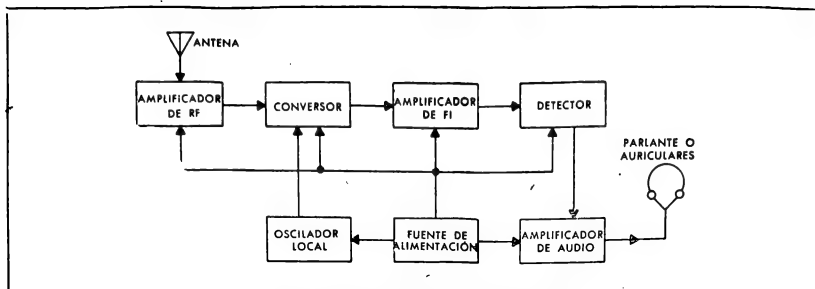 ANTENA
AMPLIFICADOR
DE RF
CONVERSOR
AMPLIFICADOR
DE FI
DETECTOR
PARLANTE O
AURICULARES
OSCILADOR
LOCAL
FUENTE DE
ALIMENTACIÓN
AMPLIFICADOR
DE AUDIO